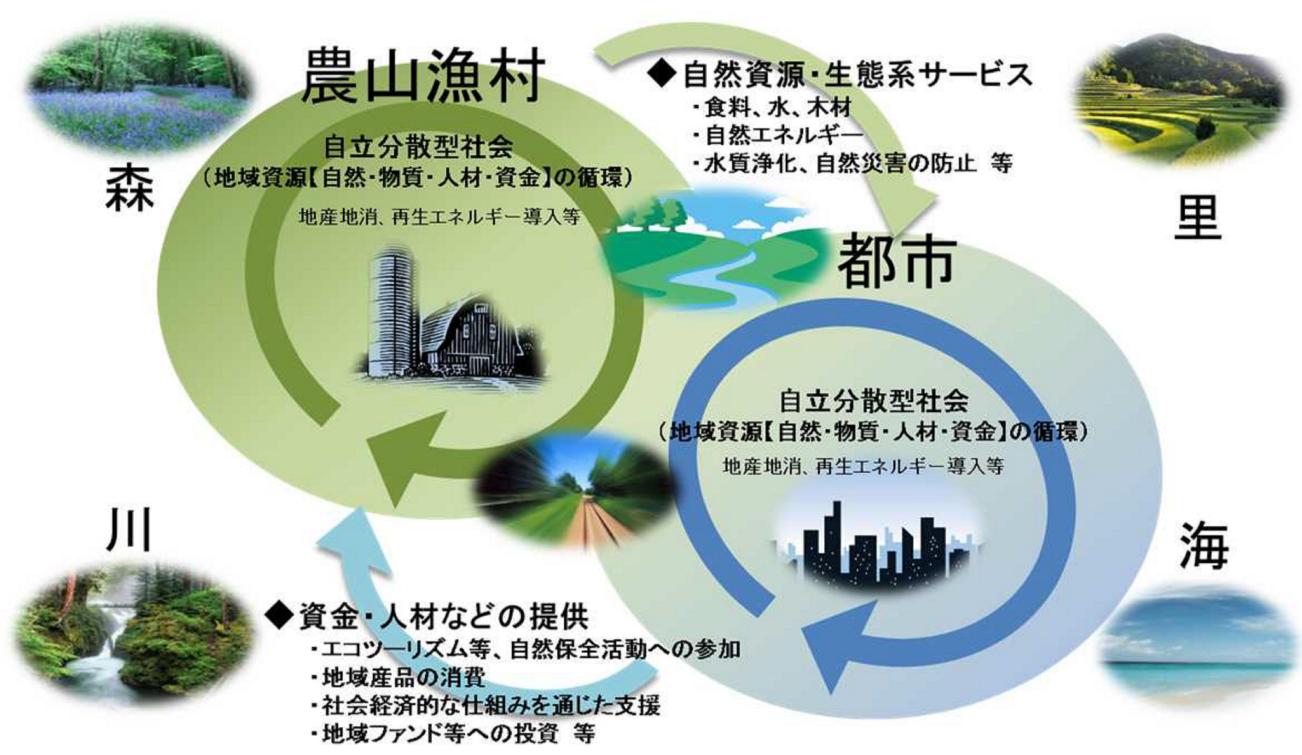 農山漁村
自立分散型社会
（地域資源【自然・物質・人材・資金】の循環）
地産地消、再生エネルギー導入等
◆自然資源・生態系サービス
・食料、水、木材
・自然エネルギー
・水質浄化、自然災害の防止 等
森
里
都市
自立分散型社会
（地域資源【自然・物質・人材・資金】の循環）
地産地消、再生エネルギー導入等
川
海
◆資金・人材などの提供
・エコツーリズム等、自然保全活動への参加
・地域産品の消費
・社会経済的な仕組みを通じた支援
・地域ファンド等への投資 等